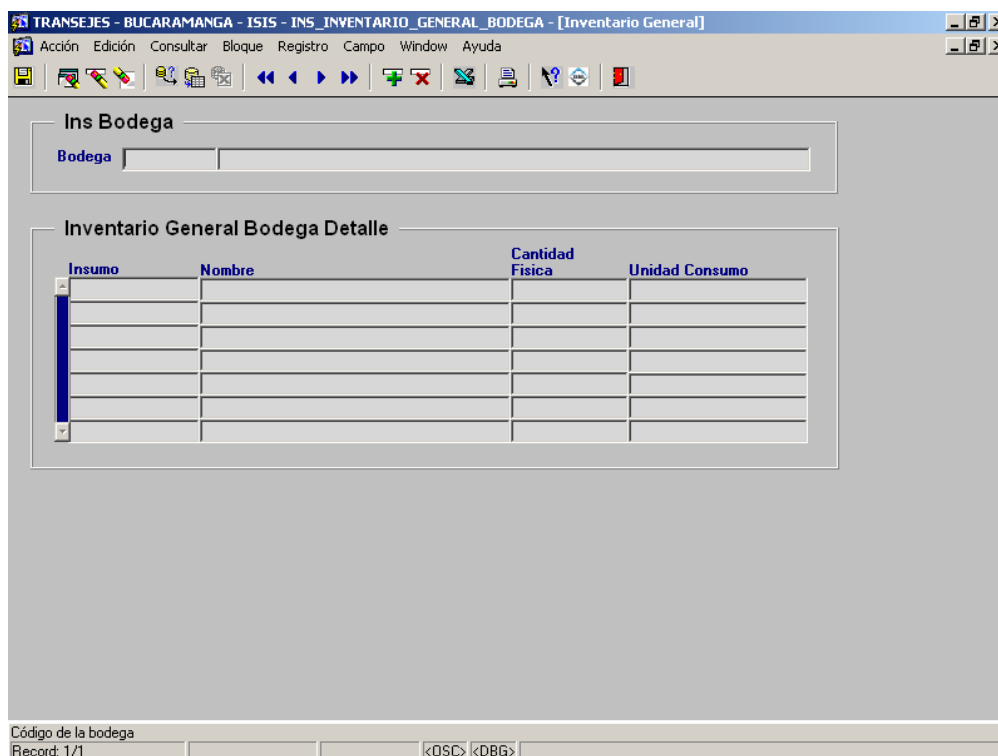 TRANSEJES - BUCARAMANGA - ISIS - INS_INVENTARIO_GENERAL_BODEGA - [Inventario General]
Acción Edición Consultar Bloque Registro Campo Window Ayuda
Ins Bodega
Bodega
Inventario General Bodega Detalle
Insumo Nombre Cantidad Fisica Unidad Consumo
Código de la bodega
Record: 1/1 <OSC> <DBG>